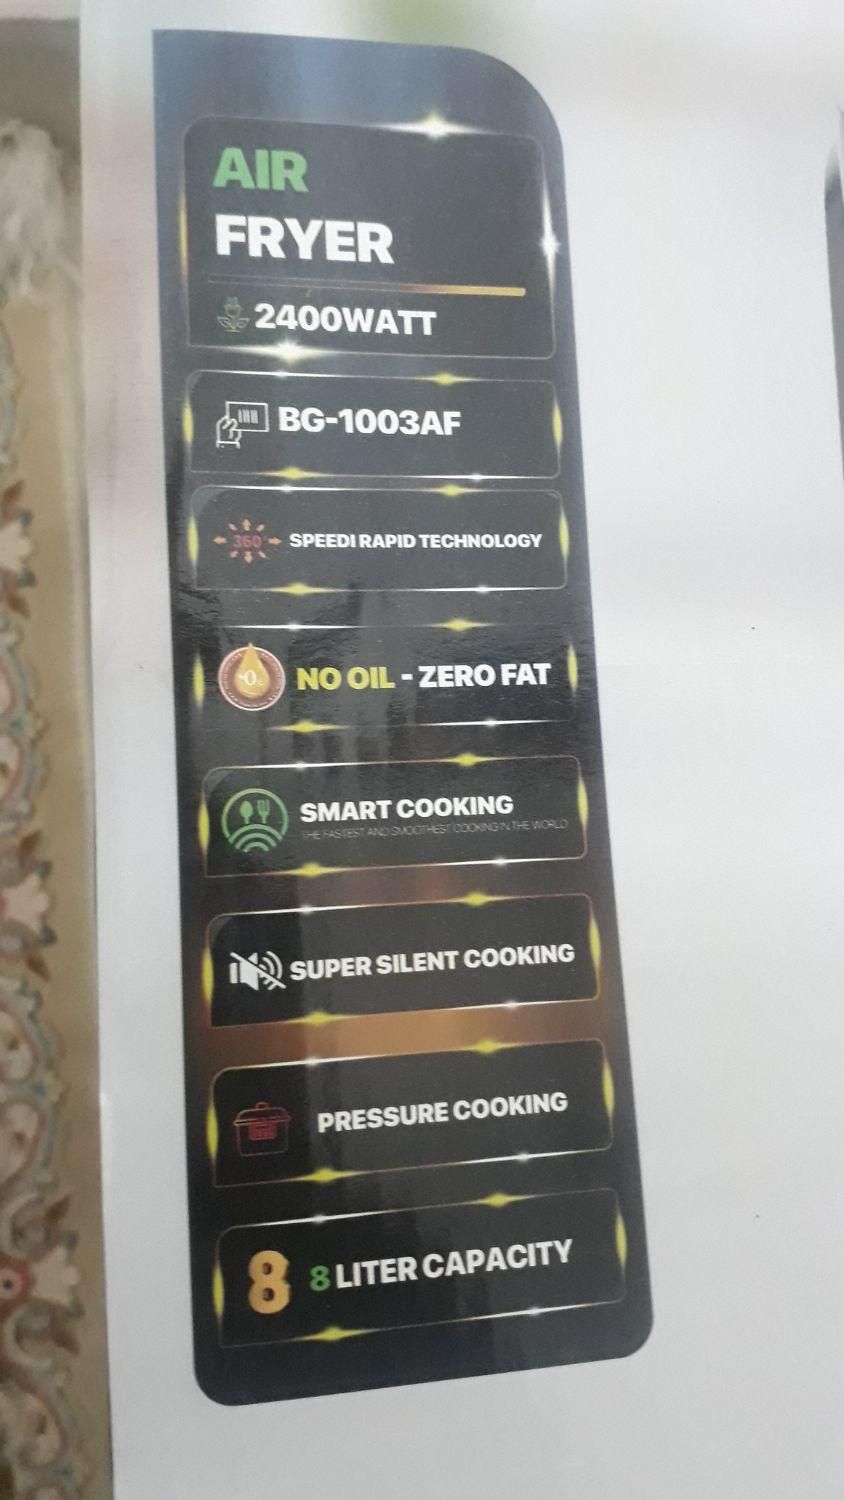 AIR
FRYER
2400WATT
BG-1003AF
360°
SPEEDI RAPID TECHNOLOGY
NO OIL - ZERO FAT
SMART COOKING
THE FASTEST AND SMOOTHEST COOKING IN THE WORLD
SUPER SILENT COOKING
PRESSURE COOKING
8
8 LITER CAPACITY